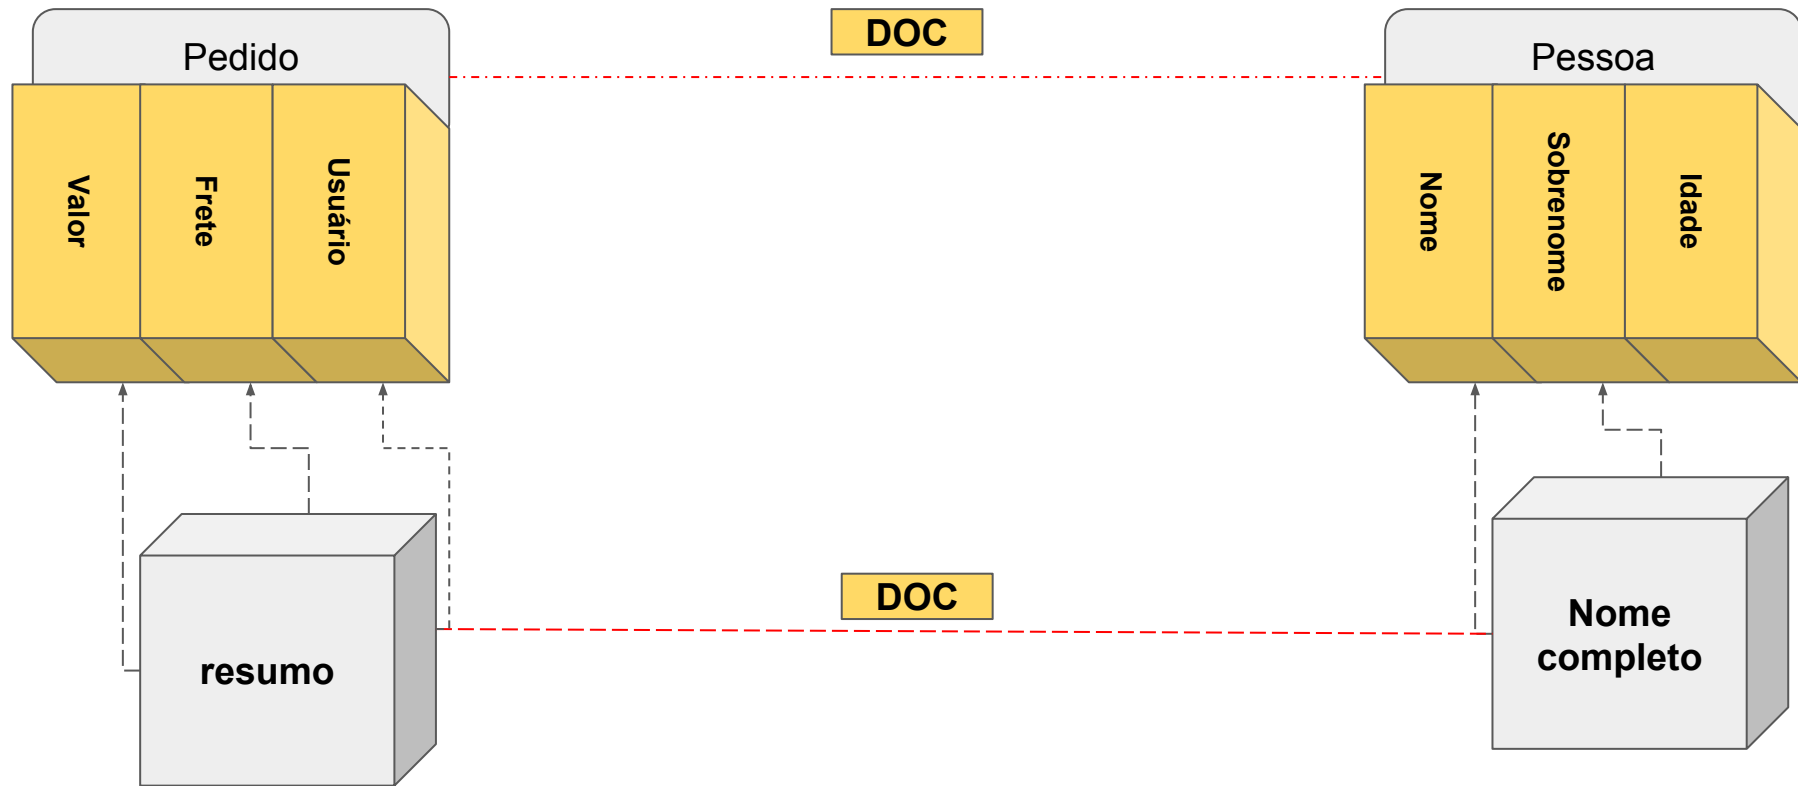 Pedido
DOC
Pessoa
Valor
Frete
Usuário
Nome
Sobrenome
Idade
DOC
resumo
Nome
completo